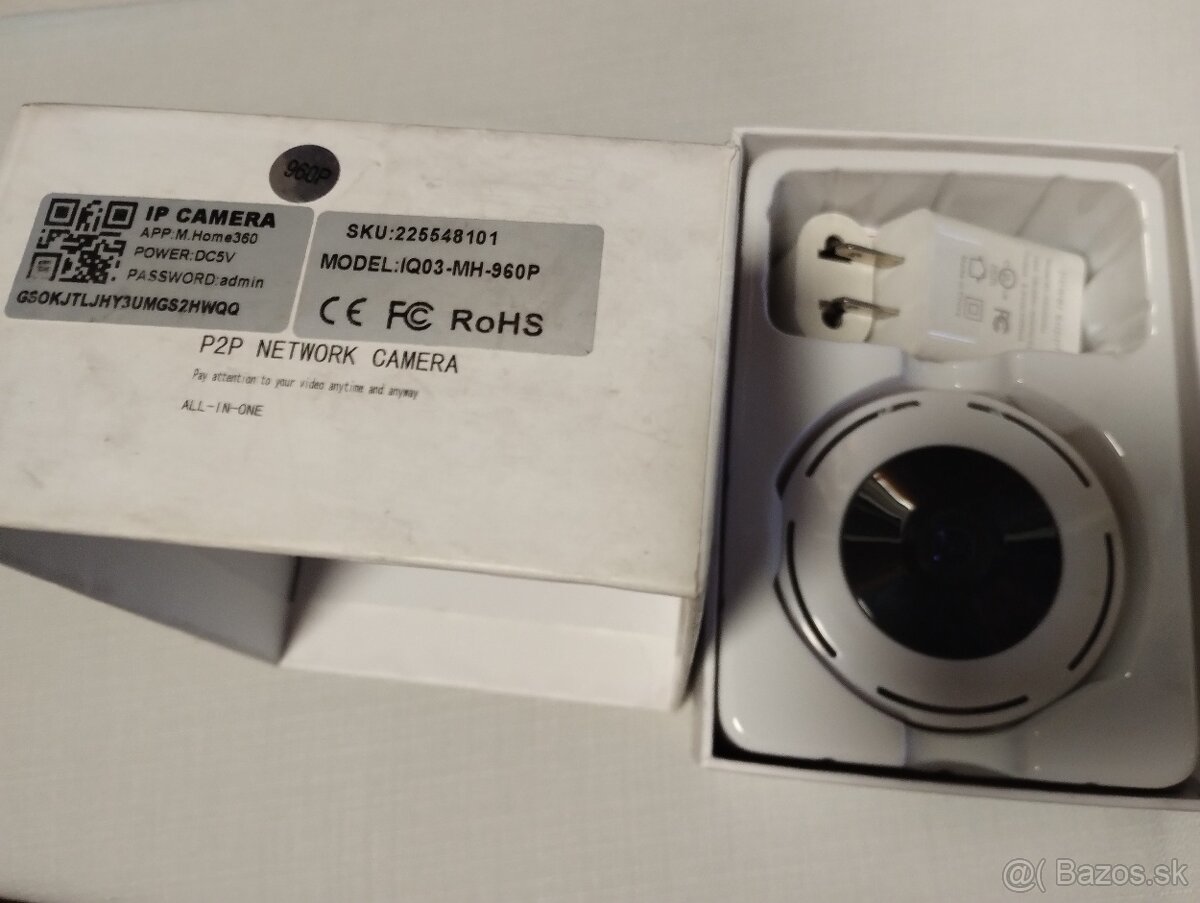 960P
IP CAMERA
APP:M.Home360
POWER:DC5V
PASSWORD:admin
GSOKJTLJHY3UMGS2HWQQ
SKU:225548101
MODEL:IQ03-MH-960P
CE FC RoHS
P2P NETWORK CAMERA
Pay attention to your video anytime and anyway
ALL-IN-ONE
@( Bazos.sk